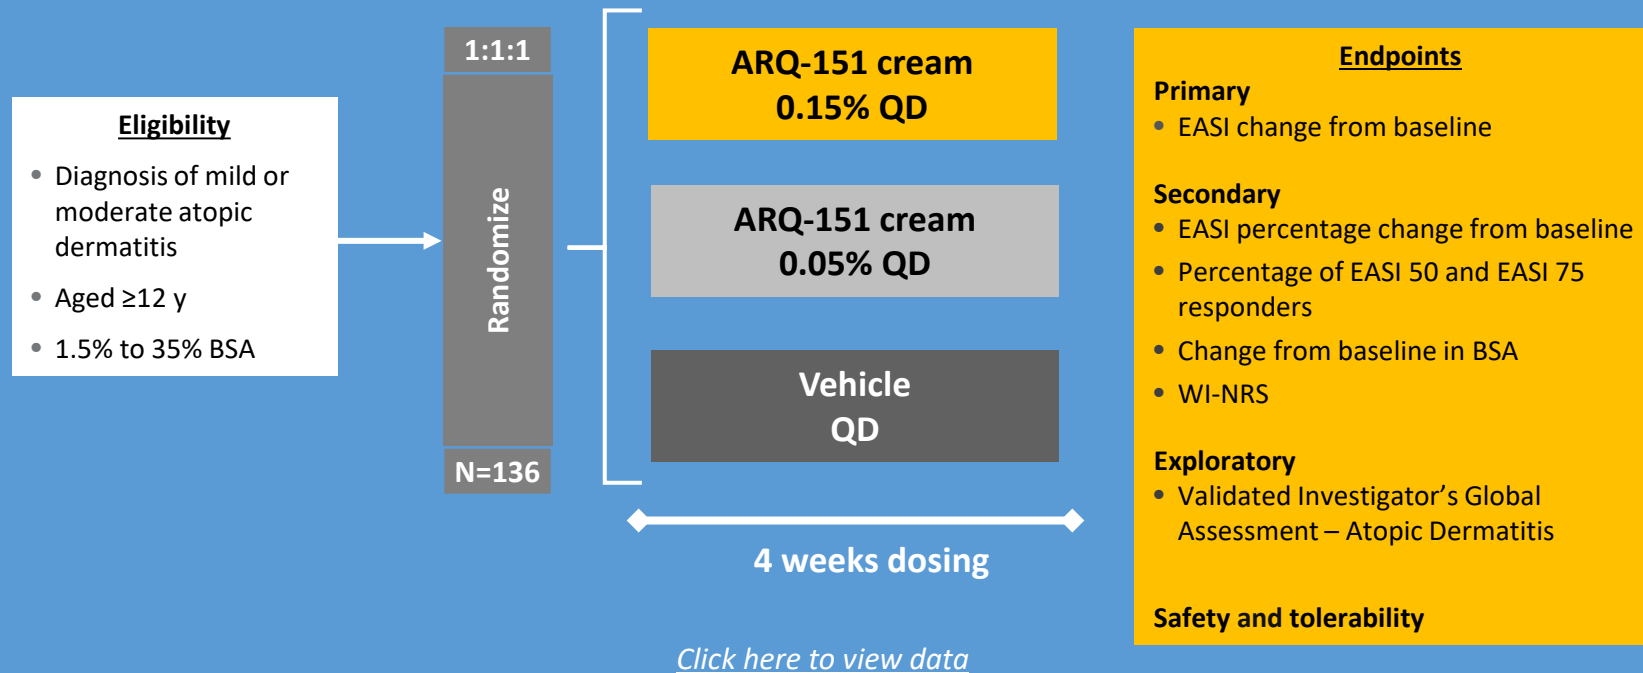 Eligibility
• Diagnosis of mild or
moderate atopic
dermatitis
• Aged ≥12 y
• 1.5% to 35% BSA
1:1:1
Randomize
N=136
ARQ-151 cream
0.15% QD
ARQ-151 cream
0.05% QD
Vehicle
QD
4 weeks dosing
Click here to view data
Endpoints
Primary
• EASI change from baseline
Secondary
• EASI percentage change from baseline
• Percentage of EASI 50 and EASI 75
responders
• Change from baseline in BSA
• WI-NRS
Exploratory
• Validated Investigator’s Global
Assessment – Atopic Dermatitis
Safety and tolerability